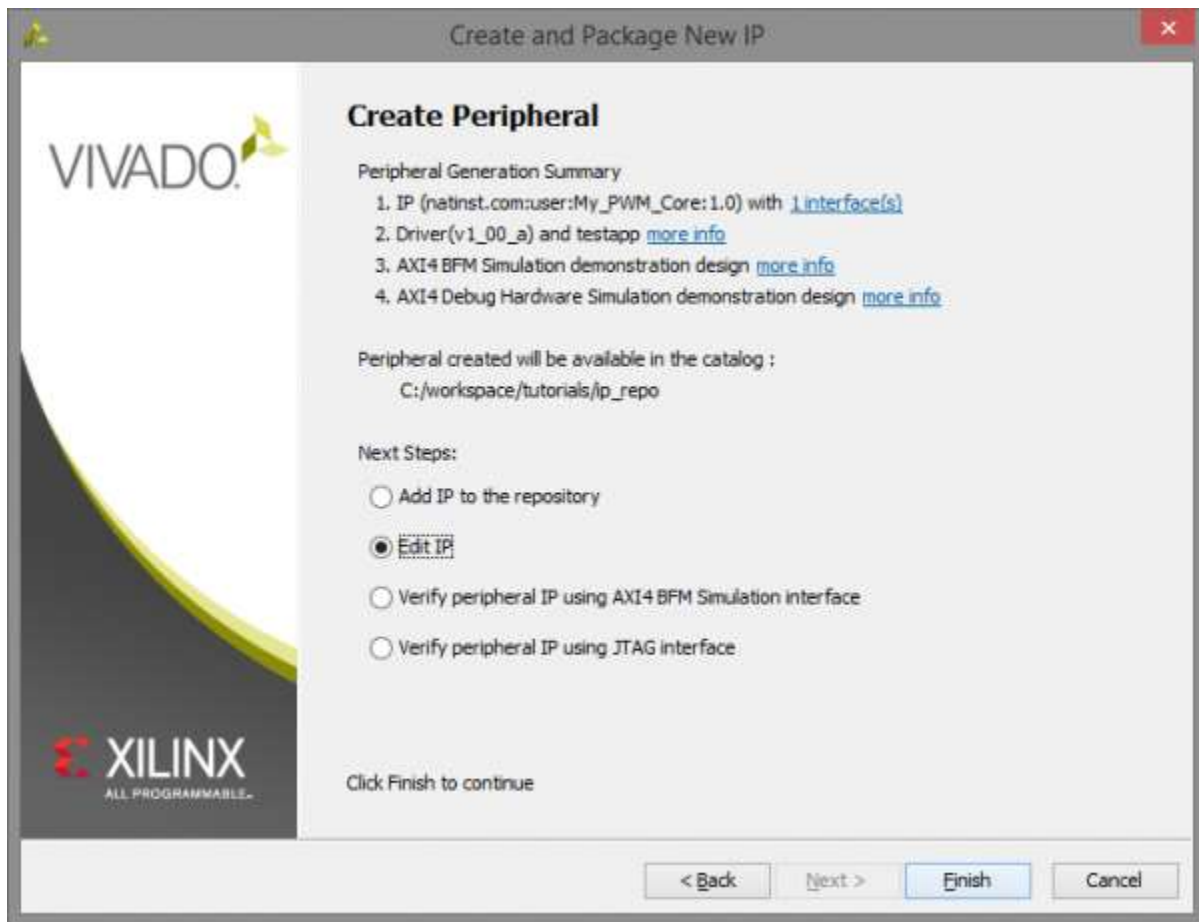 Create and Package New IP
VIVADO.
Create Peripheral
Peripheral Generation Summary
1. IP (natinst.com:user:My_PWM_Core:1.0) with 1 interface(s)
2. Driver(v1_00_a) and testapp more info
3. AXI4 BFM Simulation demonstration design more info
4. AXI4 Debug Hardware Simulation demonstration design more info
Peripheral created will be available in the catalog :
C:/workspace/tutorials/ip_repo
Next Steps:
Add IP to the repository
Edit IP
Verify peripheral IP using AXI4 BFM Simulation interface
Verify peripheral IP using JTAG interface
XILINX
ALL PROGRAMMABLE™
Click Finish to continue
< Back Next > Finish Cancel